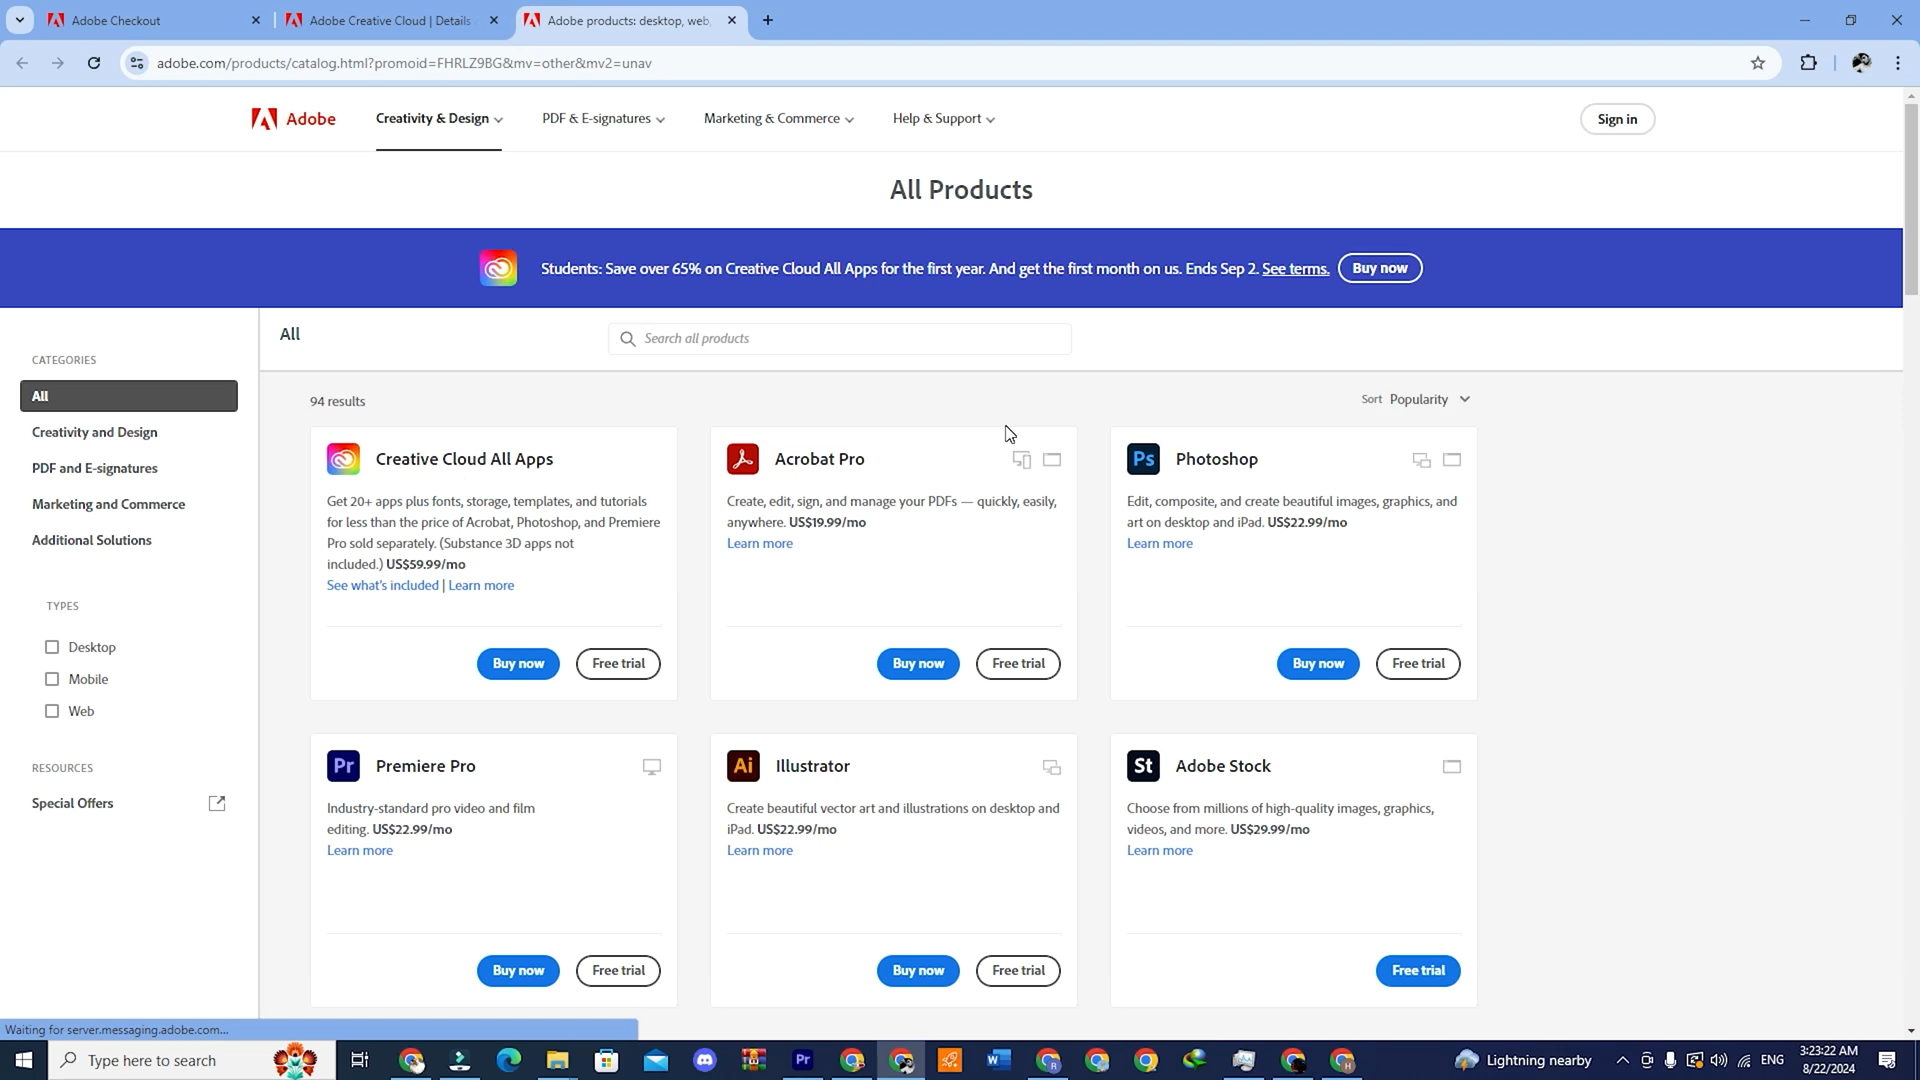 Adobe Checkout
Adobe Creative Cloud | Details
Adobe products: desktop, web,
adobe.com/products/catalog.html?promoid=FHRLZ9BG&mv=other&mv2=unav
Adobe
Creativity & Design
PDF & E-signatures
Marketing & Commerce
Help & Support
Sign in
All Products
Students: Save over 65% on Creative Cloud All Apps for the first year. And get the first month on us. Ends Sep 2. See terms.
Buy now
CATEGORIES
All
Creativity and Design
PDF and E-signatures
Marketing and Commerce
Additional Solutions
TYPES
Desktop
Mobile
Web
RESOURCES
Special Offers
All
Search all products
94 results
Sort Popularity
Creative Cloud All Apps
Get 20+ apps plus fonts, storage, templates, and tutorials
for less than the price of Acrobat, Photoshop, and Premiere
Pro sold separately. (Substance 3D apps not
included.) US$59.99/mo
See what's included | Learn more
Buy now
Free trial
Acrobat Pro
Create, edit, sign, and manage your PDFs — quickly, easily,
anywhere. US$19.99/mo
Learn more
Buy now
Free trial
Ps
Photoshop
Edit, composite, and create beautiful images, graphics, and
art on desktop and iPad. US$22.99/mo
Learn more
Buy now
Free trial
Pr
Premiere Pro
Industry-standard pro video and film
editing. US$22.99/mo
Learn more
Buy now
Free trial
Ai
Illustrator
Create beautiful vector art and illustrations on desktop and
iPad. US$22.99/mo
Learn more
Buy now
Free trial
St
Adobe Stock
Choose from millions of high-quality images, graphics,
videos, and more. US$29.99/mo
Learn more
Free trial
Waiting for server.messaging.adobe.com...
Type here to search
Pr
W
R
H
Lightning nearby
ENG
3:23:22 AM
8/22/2024